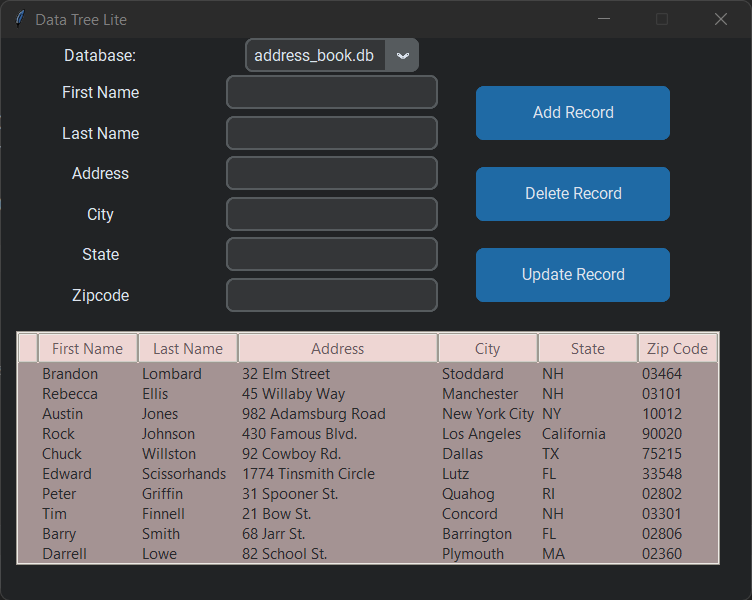 Data Tree Lite
Database: address_book.db
First Name
Add Record
Last Name
Address
Delete Record
City
State
Update Record
Zipcode
First Name Last Name Address City State Zip Code
Brandon Lombard 32 Elm Street Stoddard NH 03464
Rebecca Ellis 45 Willaby Way Manchester NH 03101
Austin Jones 982 Adamsburg Road New York City NY 10012
Rock Johnson 430 Famous Blvd. Los Angeles California 90020
Chuck Willston 92 Cowboy Rd. Dallas TX 75215
Edward Scissorhands 1774 Tinsmith Circle Lutz FL 33548
Peter Griffin 31 Spooner St. Quahog RI 02802
Tim Finnell 21 Bow St. Concord NH 03301
Barry Smith 68 Jarr St. Barrington FL 02806
Darrell Lowe 82 School St. Plymouth MA 02360